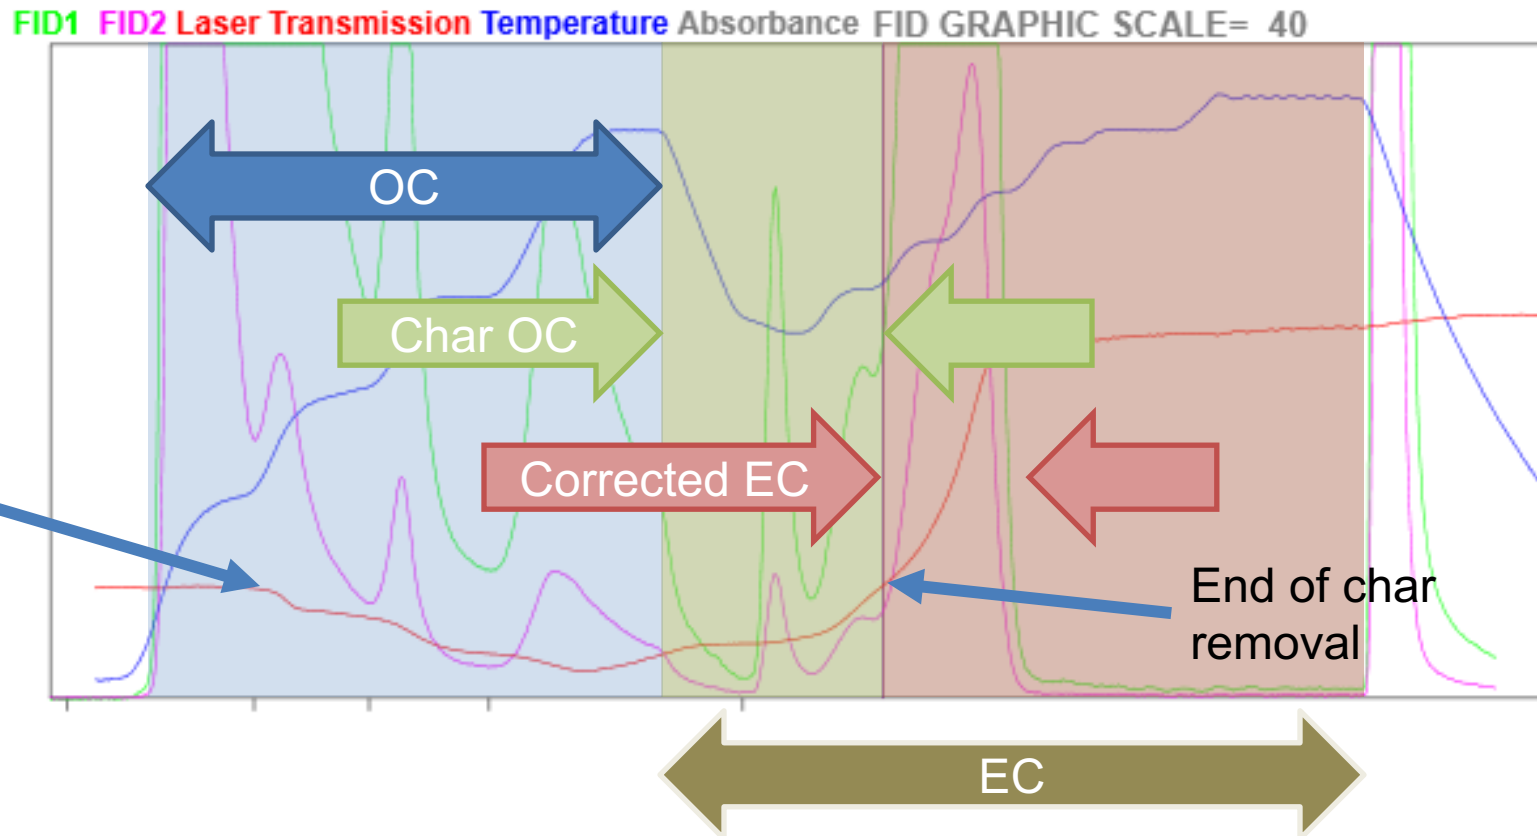 FID1 FID2 Laser Transmission Temperature Absorbance FID GRAPHIC SCALE= 40
OC
Char OC
Corrected EC
End of char
removal
EC